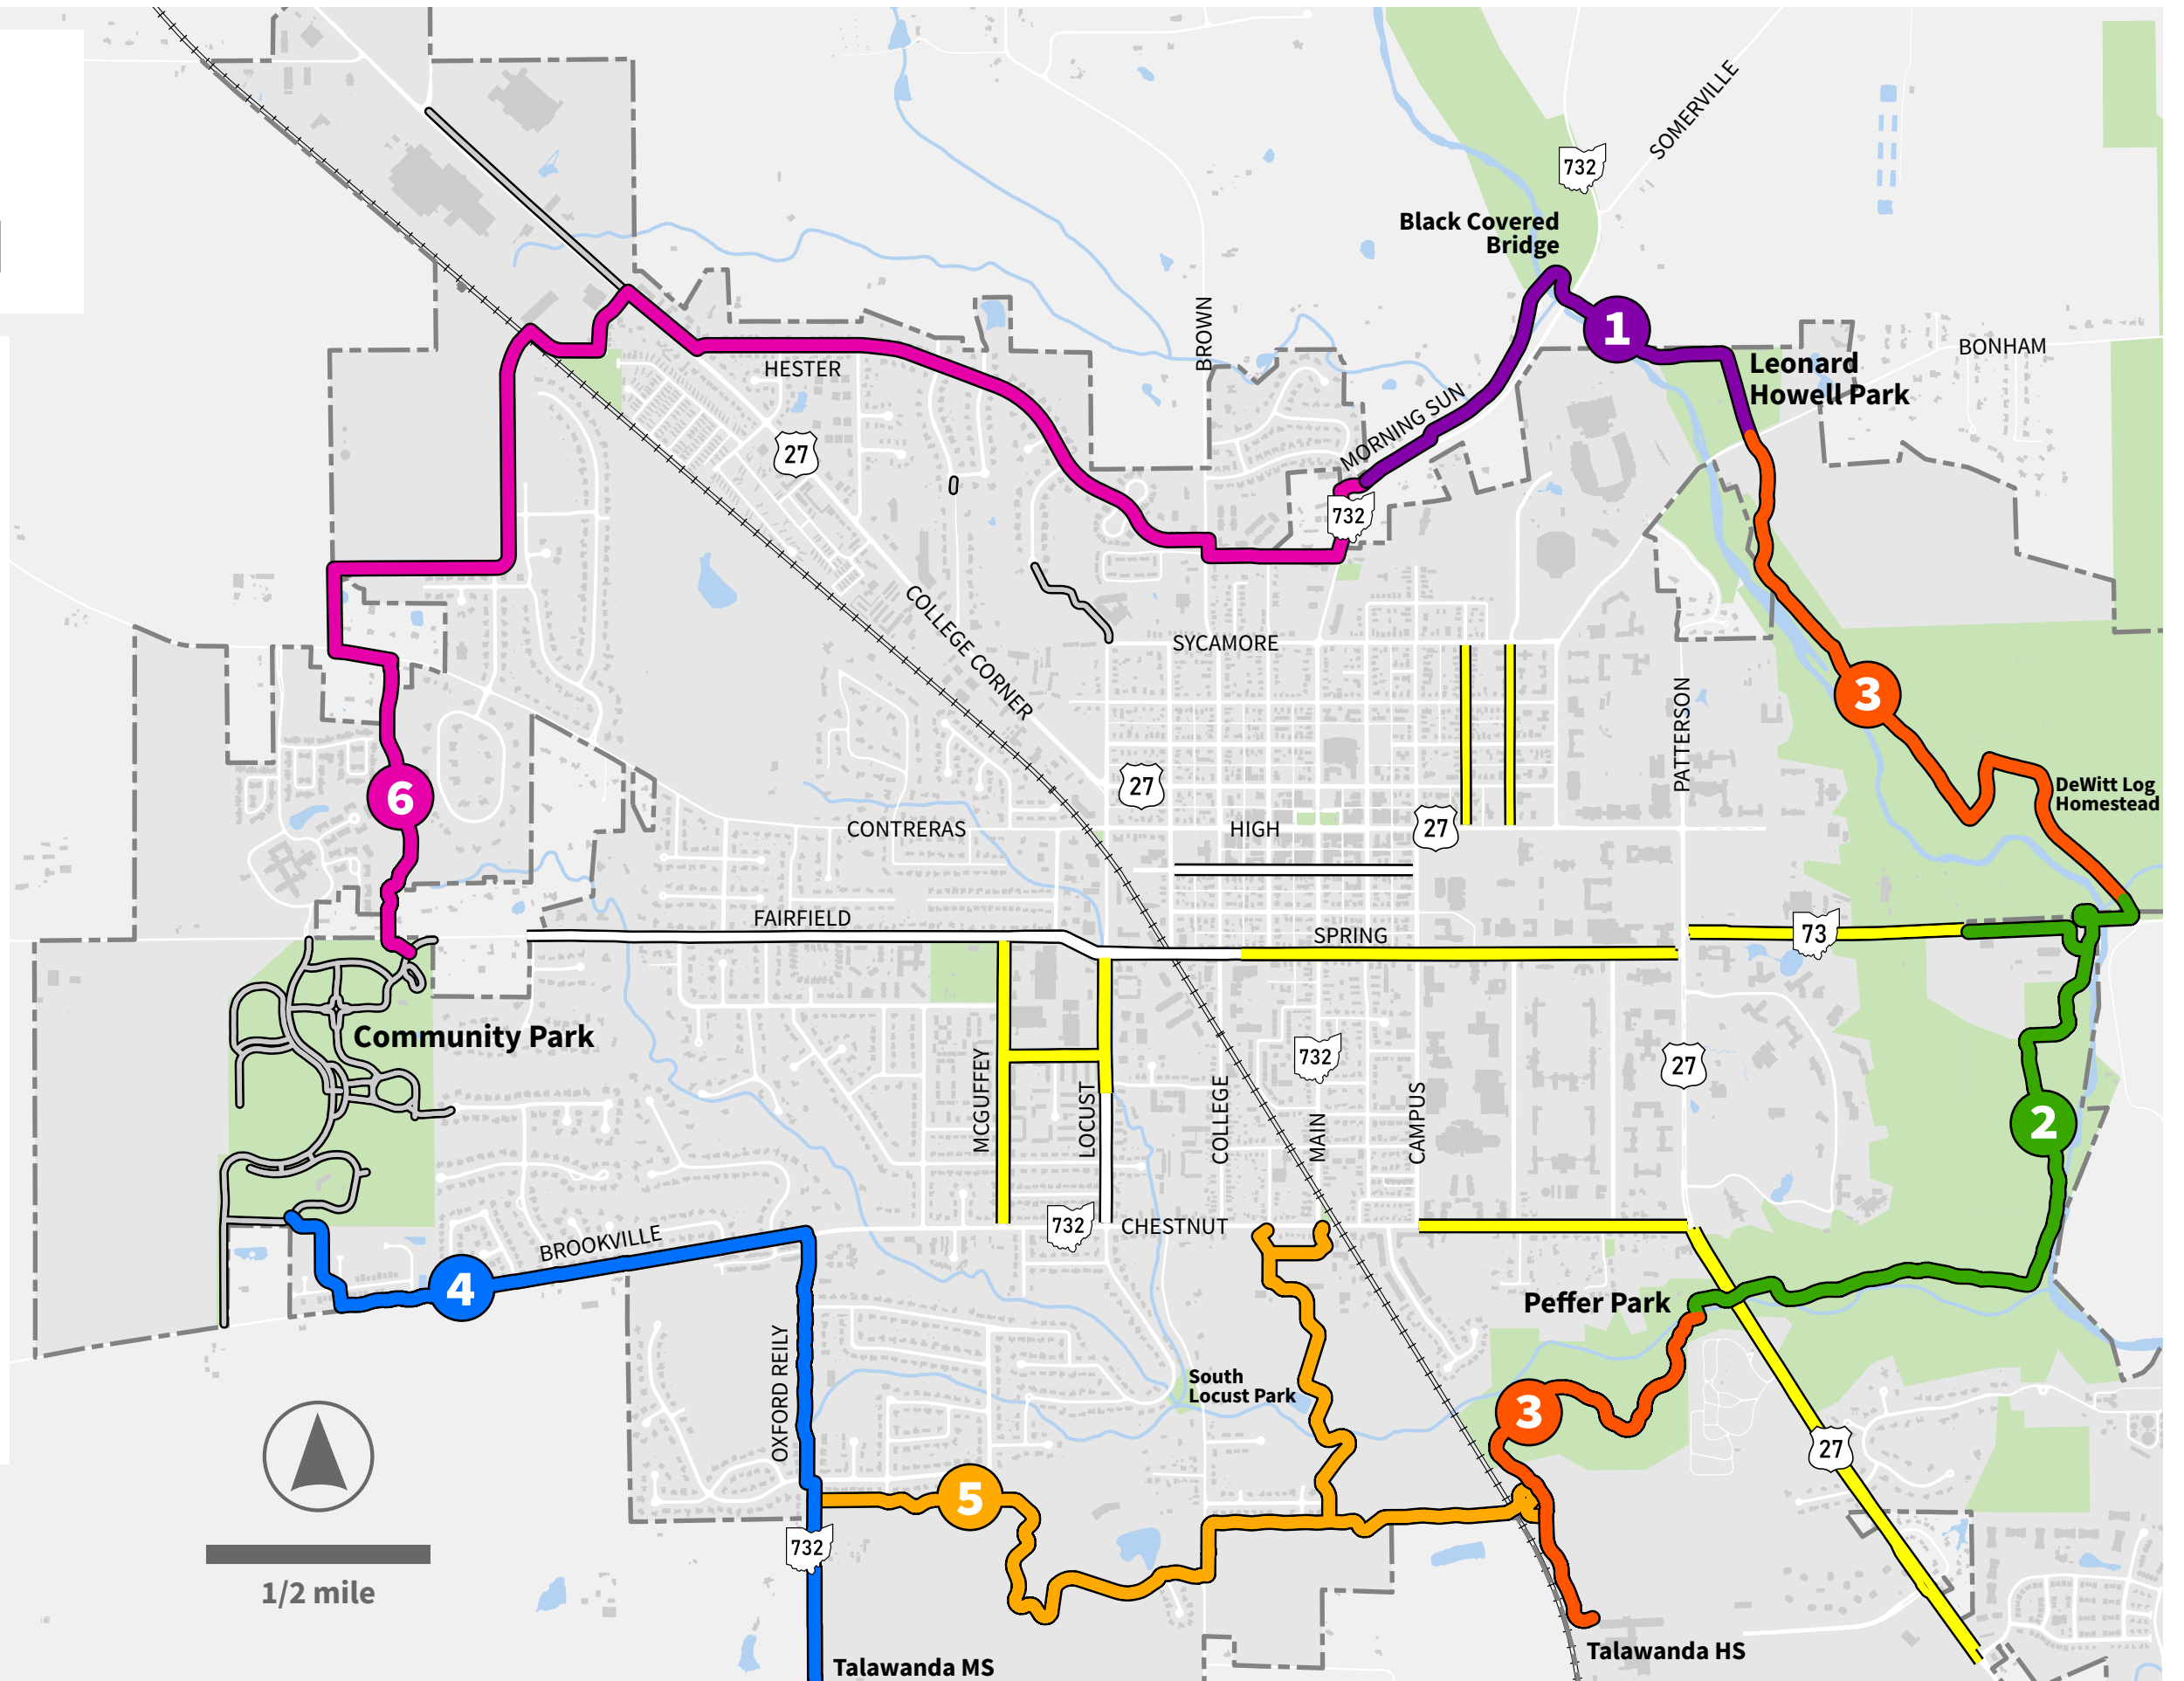 SOMERVILLE
732
Black Covered
Bridge
1
BROWN
BONHAM
Leonard
Howell Park
HESTER
MORNING SUN
27
732
COLLEGE CORNER
SYCAMORE
3
PATTERSON
DeWitt Log
Homestead
27
6
27
CONTRERAS
HIGH
FAIRFIELD
SPRING
73
Community Park
MCGUFFEY
LOCUST
COLLEGE
732
MAIN
CAMPUS
27
2
732
CHESTNUT
BROOKVILLE
4
Peffer Park
OXFORD REILY
South
Locust Park
3
27
5
732
1/2 mile
Talawanda HS
Talawanda MS